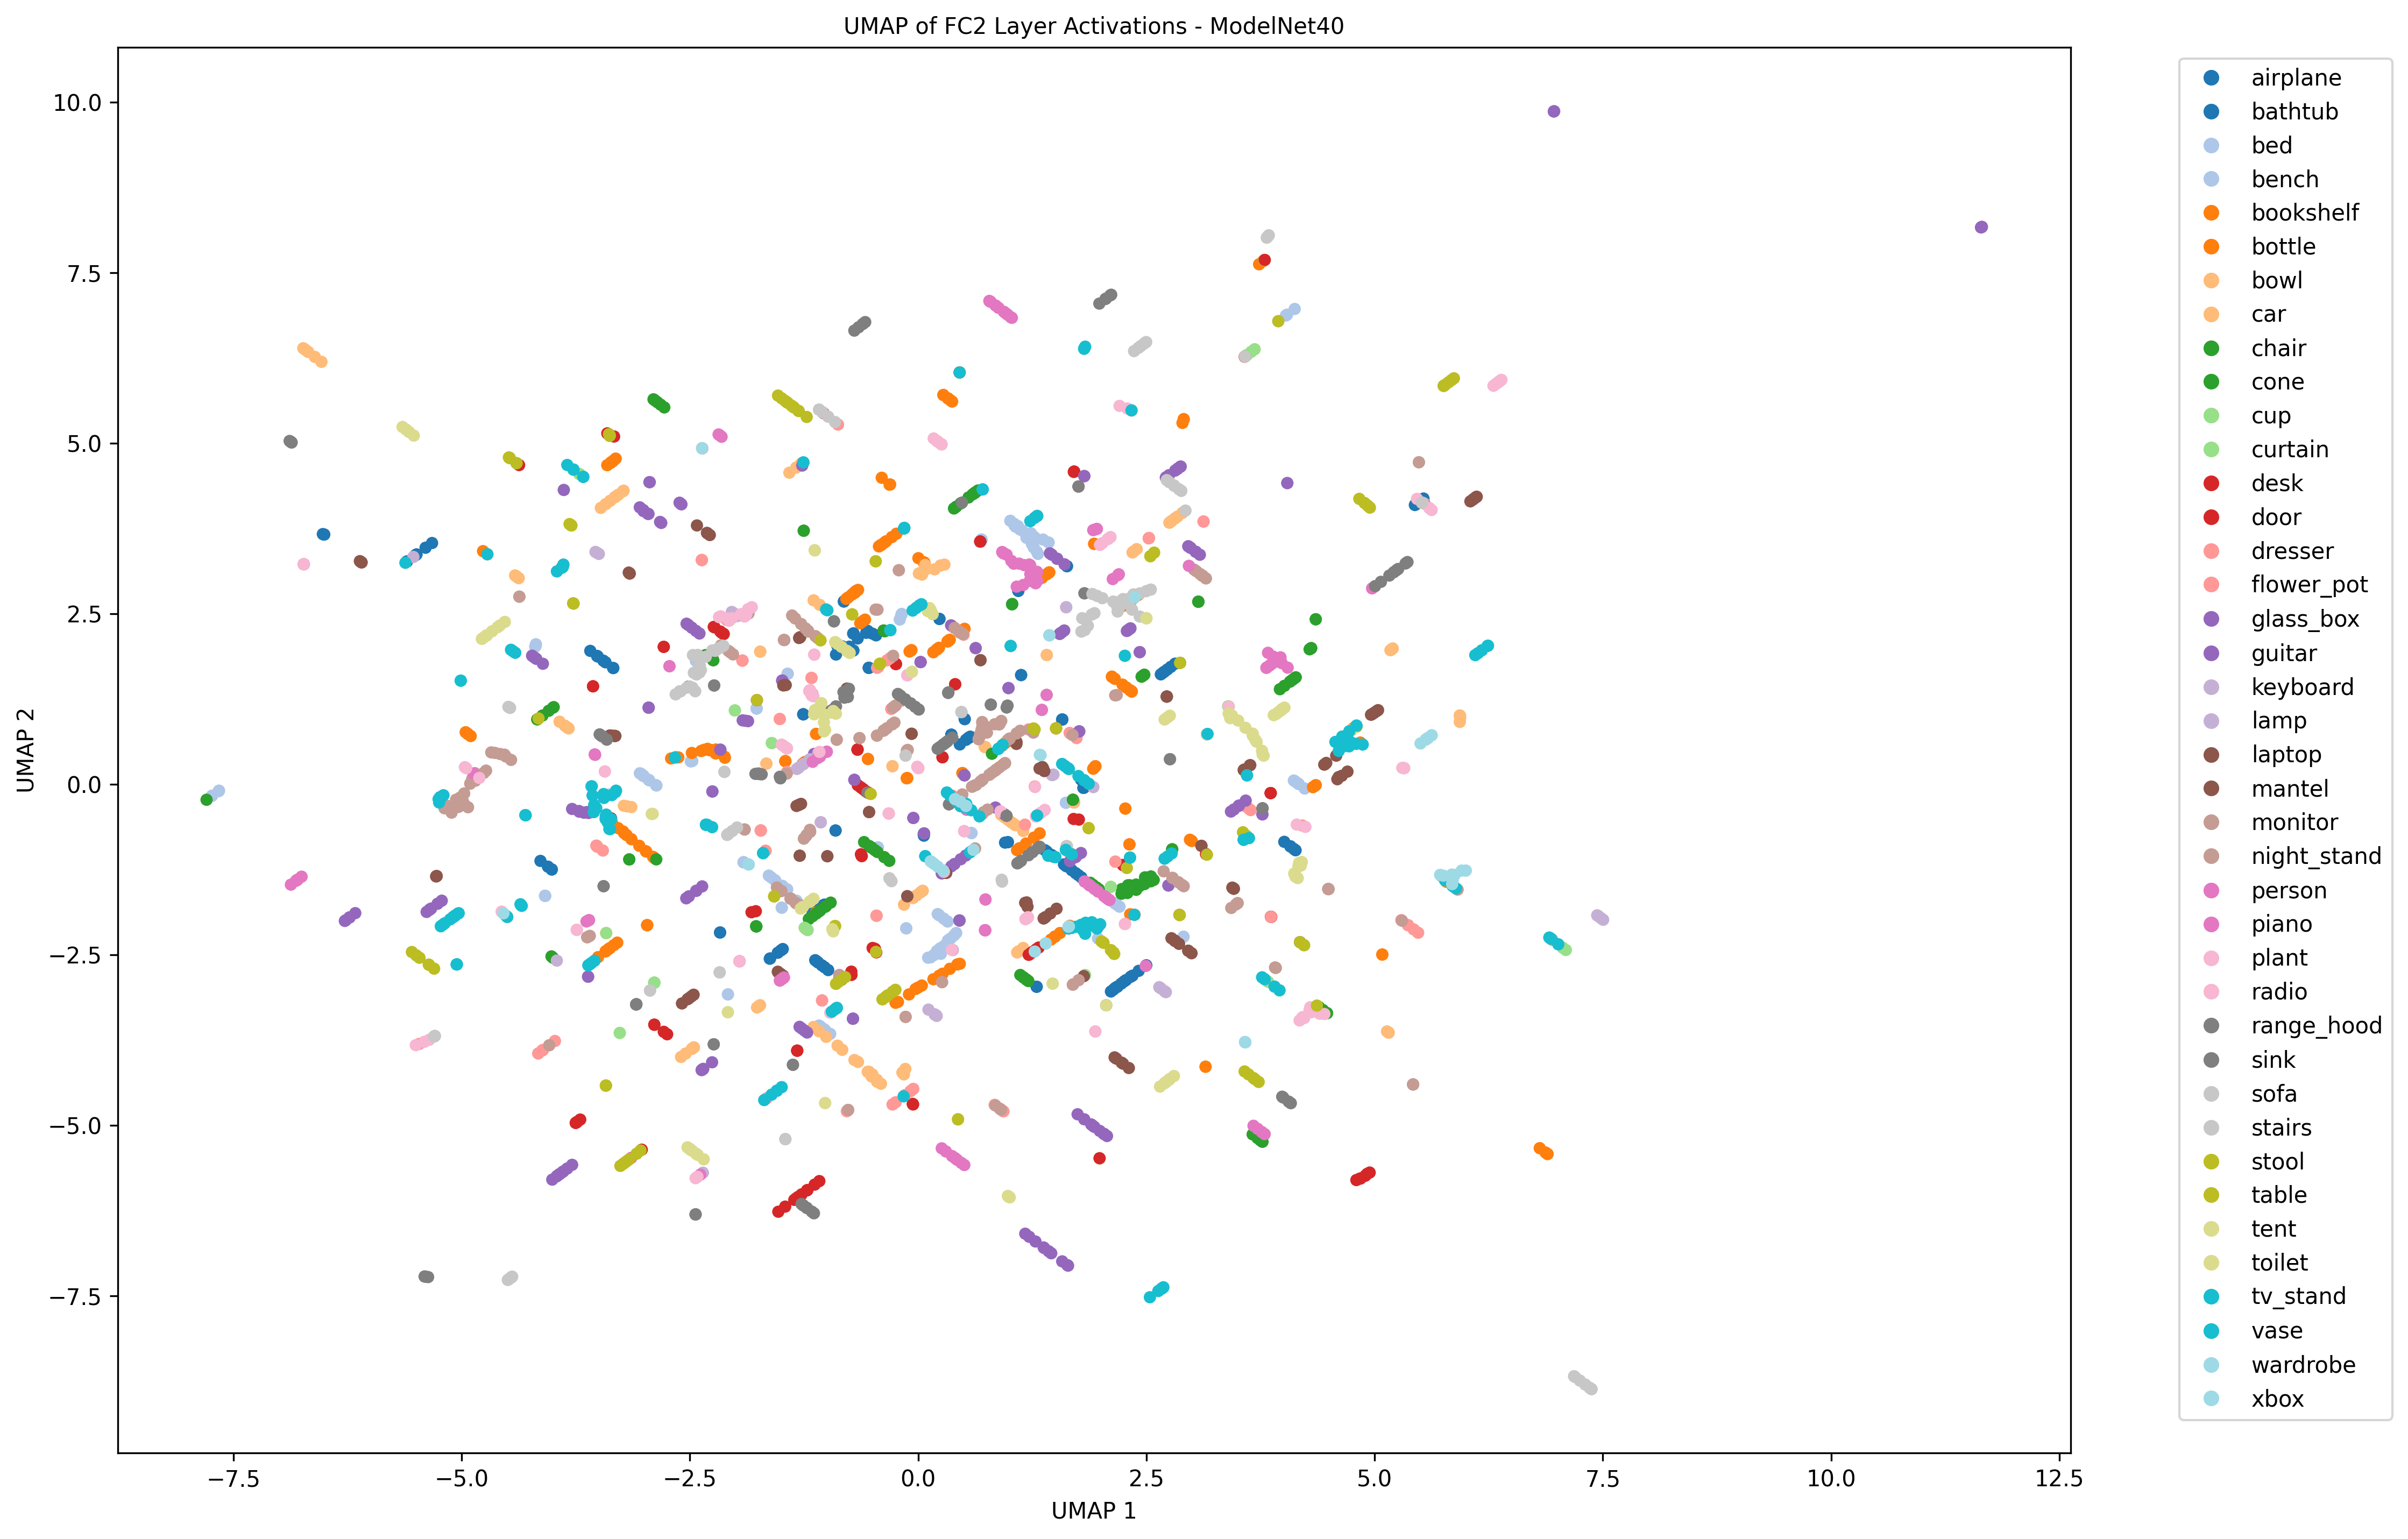 UMAP of FC2 Layer Activations - ModelNet40
10.0
7.5
5.0
2.5
0.0
−2.5
−5.0
−7.5
UMAP 2
−7.5
−5.0
−2.5
0.0
2.5
5.0
7.5
10.0
12.5
UMAP 1
airplane
bathtub
bed
bench
bookshelf
bottle
bowl
car
chair
cone
cup
curtain
desk
door
dresser
flower_pot
glass_box
guitar
keyboard
lamp
laptop
mantel
monitor
night_stand
person
piano
plant
radio
range_hood
sink
sofa
stairs
stool
table
tent
toilet
tv_stand
vase
wardrobe
xbox